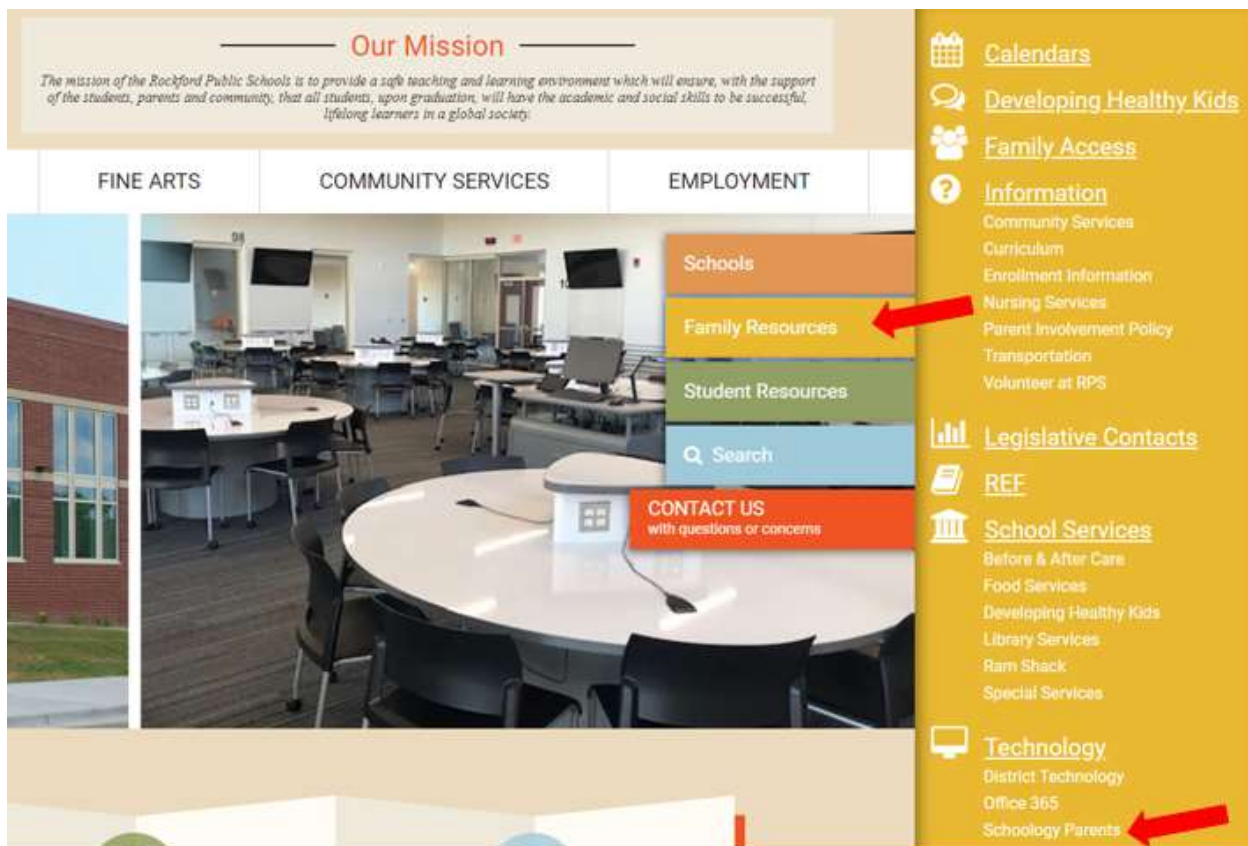 Our Mission
The mission of the Rockford Public Schools is to provide a safe teaching and learning environment which will ensure, with the support
of the students, parents and community, that all students, upon graduation, will have the academic and social skills to be successful,
lifelong learners in a global society.
FINE ARTS
COMMUNITY SERVICES
EMPLOYMENT
98
10
Schools
Family Resources
Student Resources
Search
CONTACT US
with questions or concerns
Calendars
Developing Healthy Kids
Family Access
Information
Community Services
Curriculum
Enrollment Information
Nursing Services
Parent Involvement Policy
Transportation
Volunteer at RPS
Legislative Contacts
REF
School Services
Before & After Care
Food Services
Developing Healthy Kids
Library Services
Ram Shack
Special Services
Technology
District Technology
Office 365
Schoology Parents